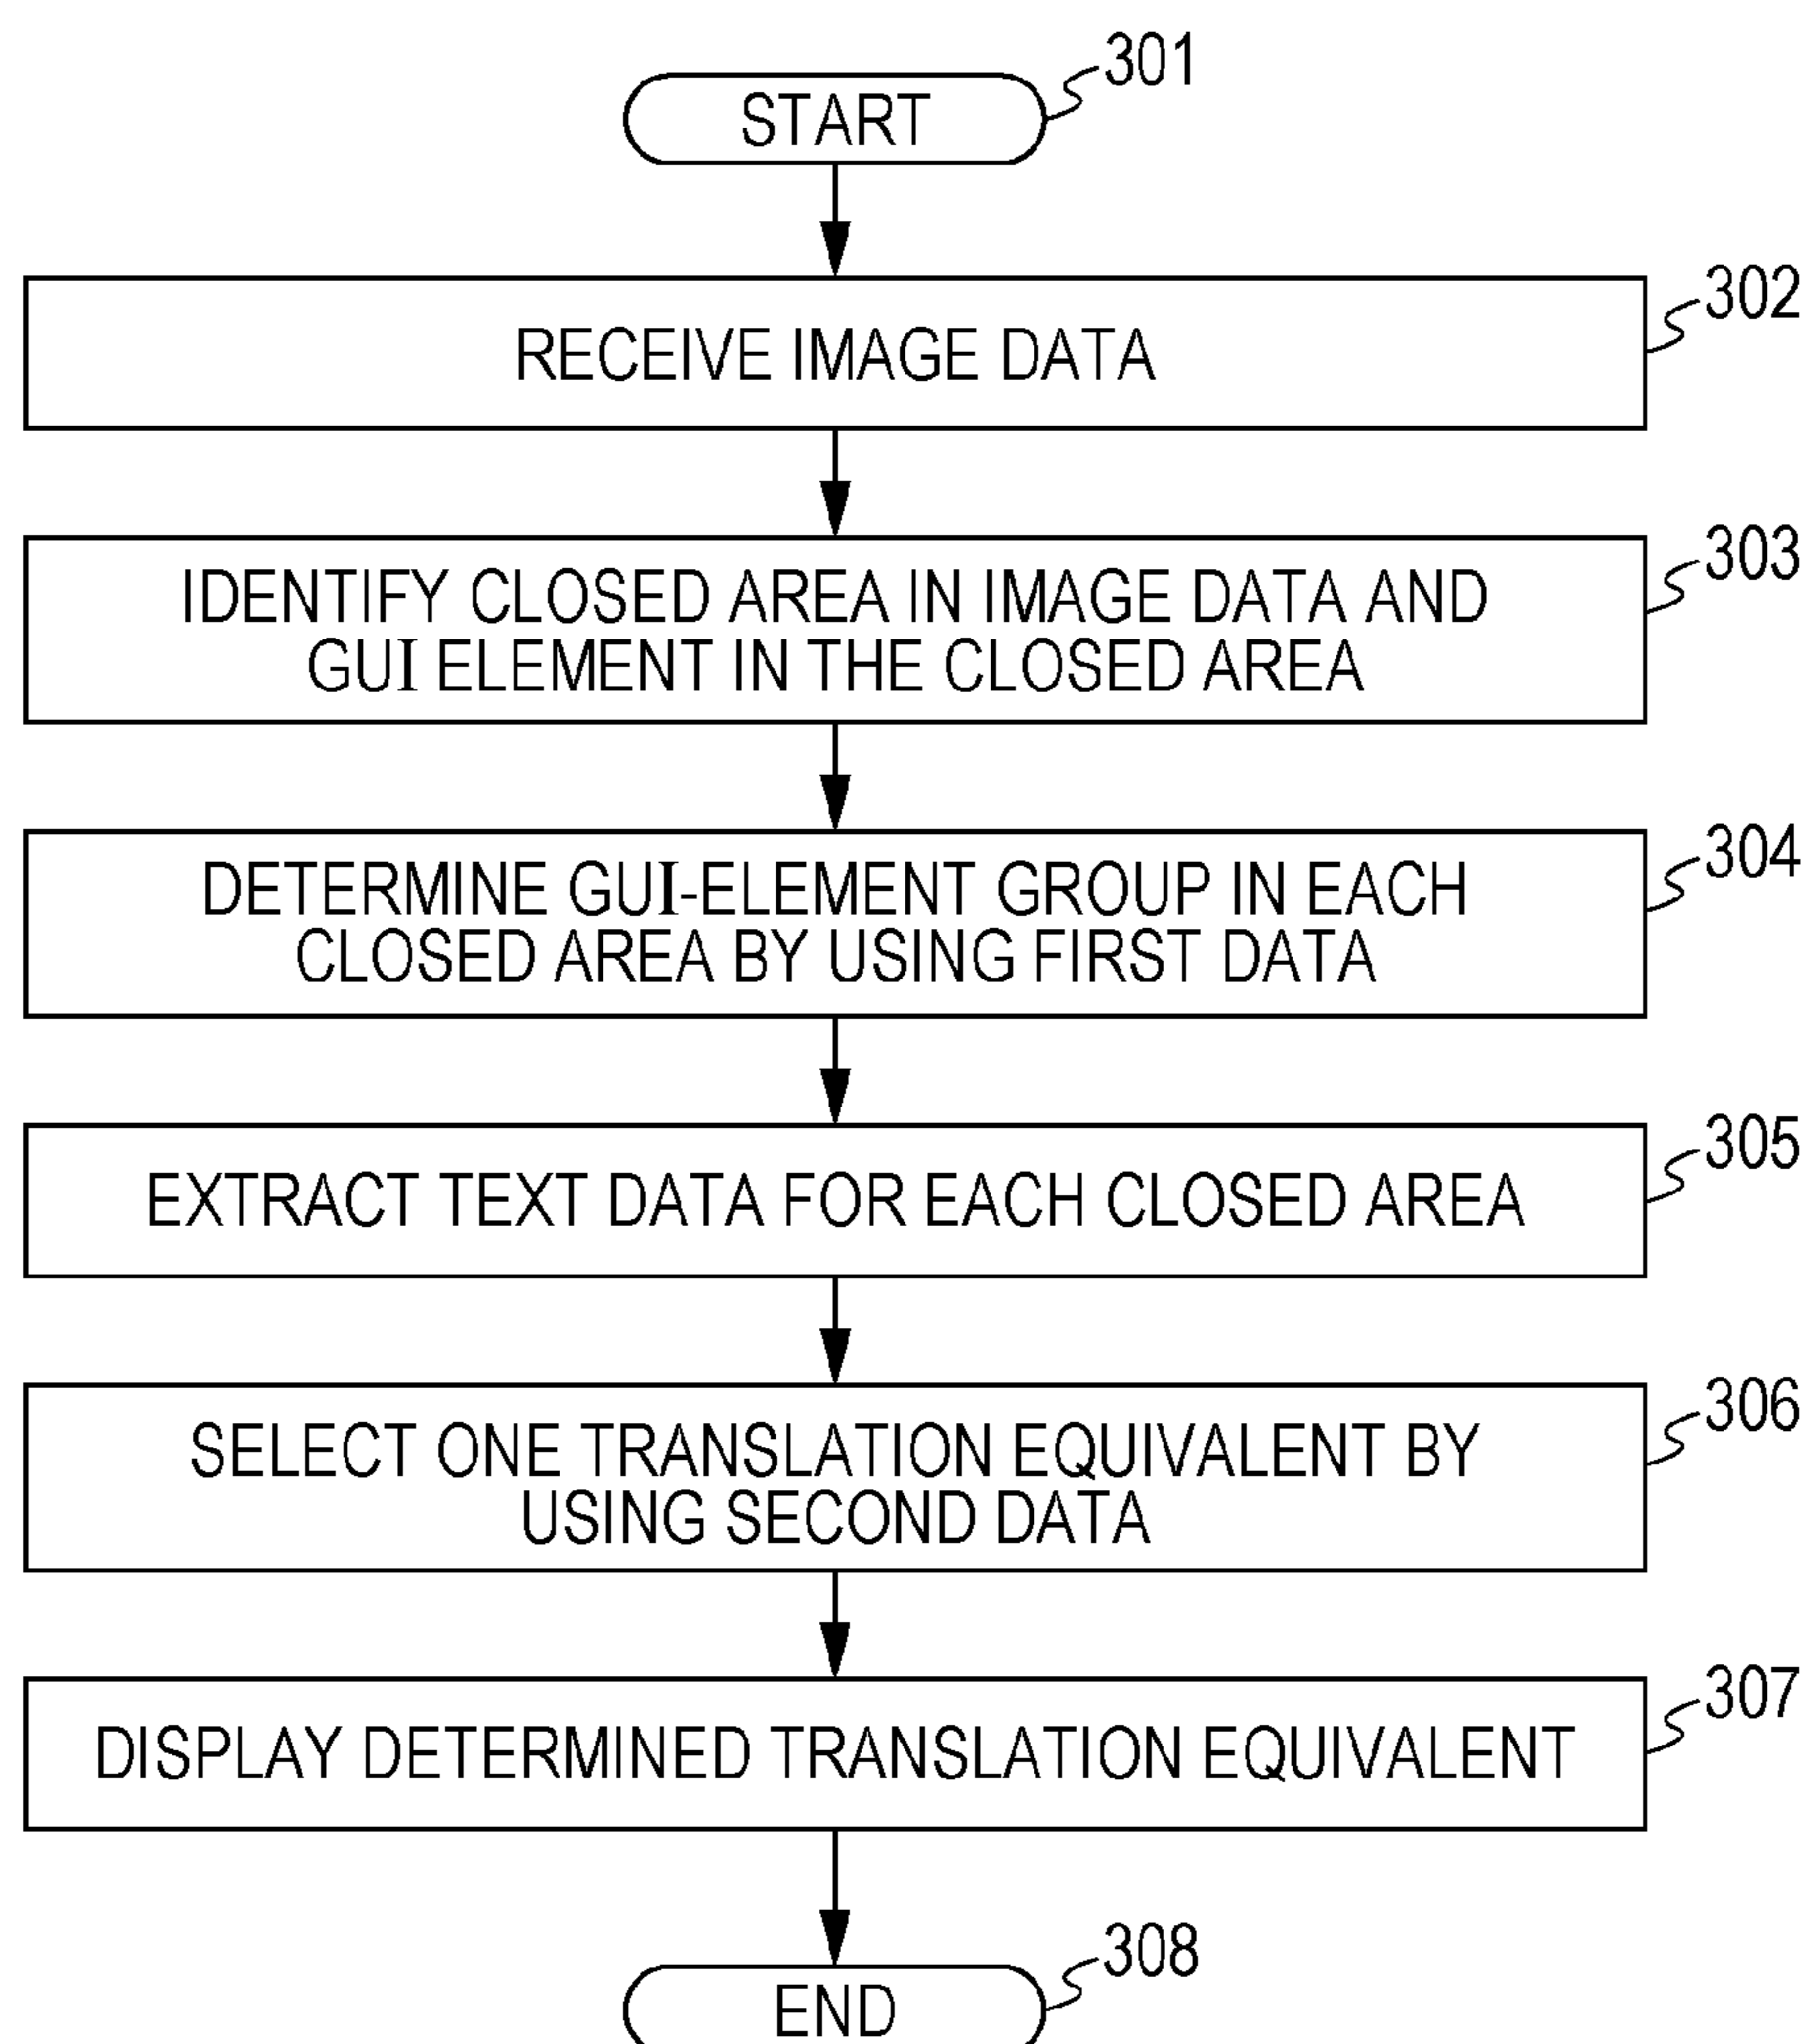 START
301
RECEIVE IMAGE DATA
302
IDENTIFY CLOSED AREA IN IMAGE DATA AND
GUI ELEMENT IN THE CLOSED AREA
303
DETERMINE GUI-ELEMENT GROUP IN EACH
CLOSED AREA BY USING FIRST DATA
304
EXTRACT TEXT DATA FOR EACH CLOSED AREA
305
SELECT ONE TRANSLATION EQUIVALENT BY
USING SECOND DATA
306
DISPLAY DETERMINED TRANSLATION EQUIVALENT
307
END
308